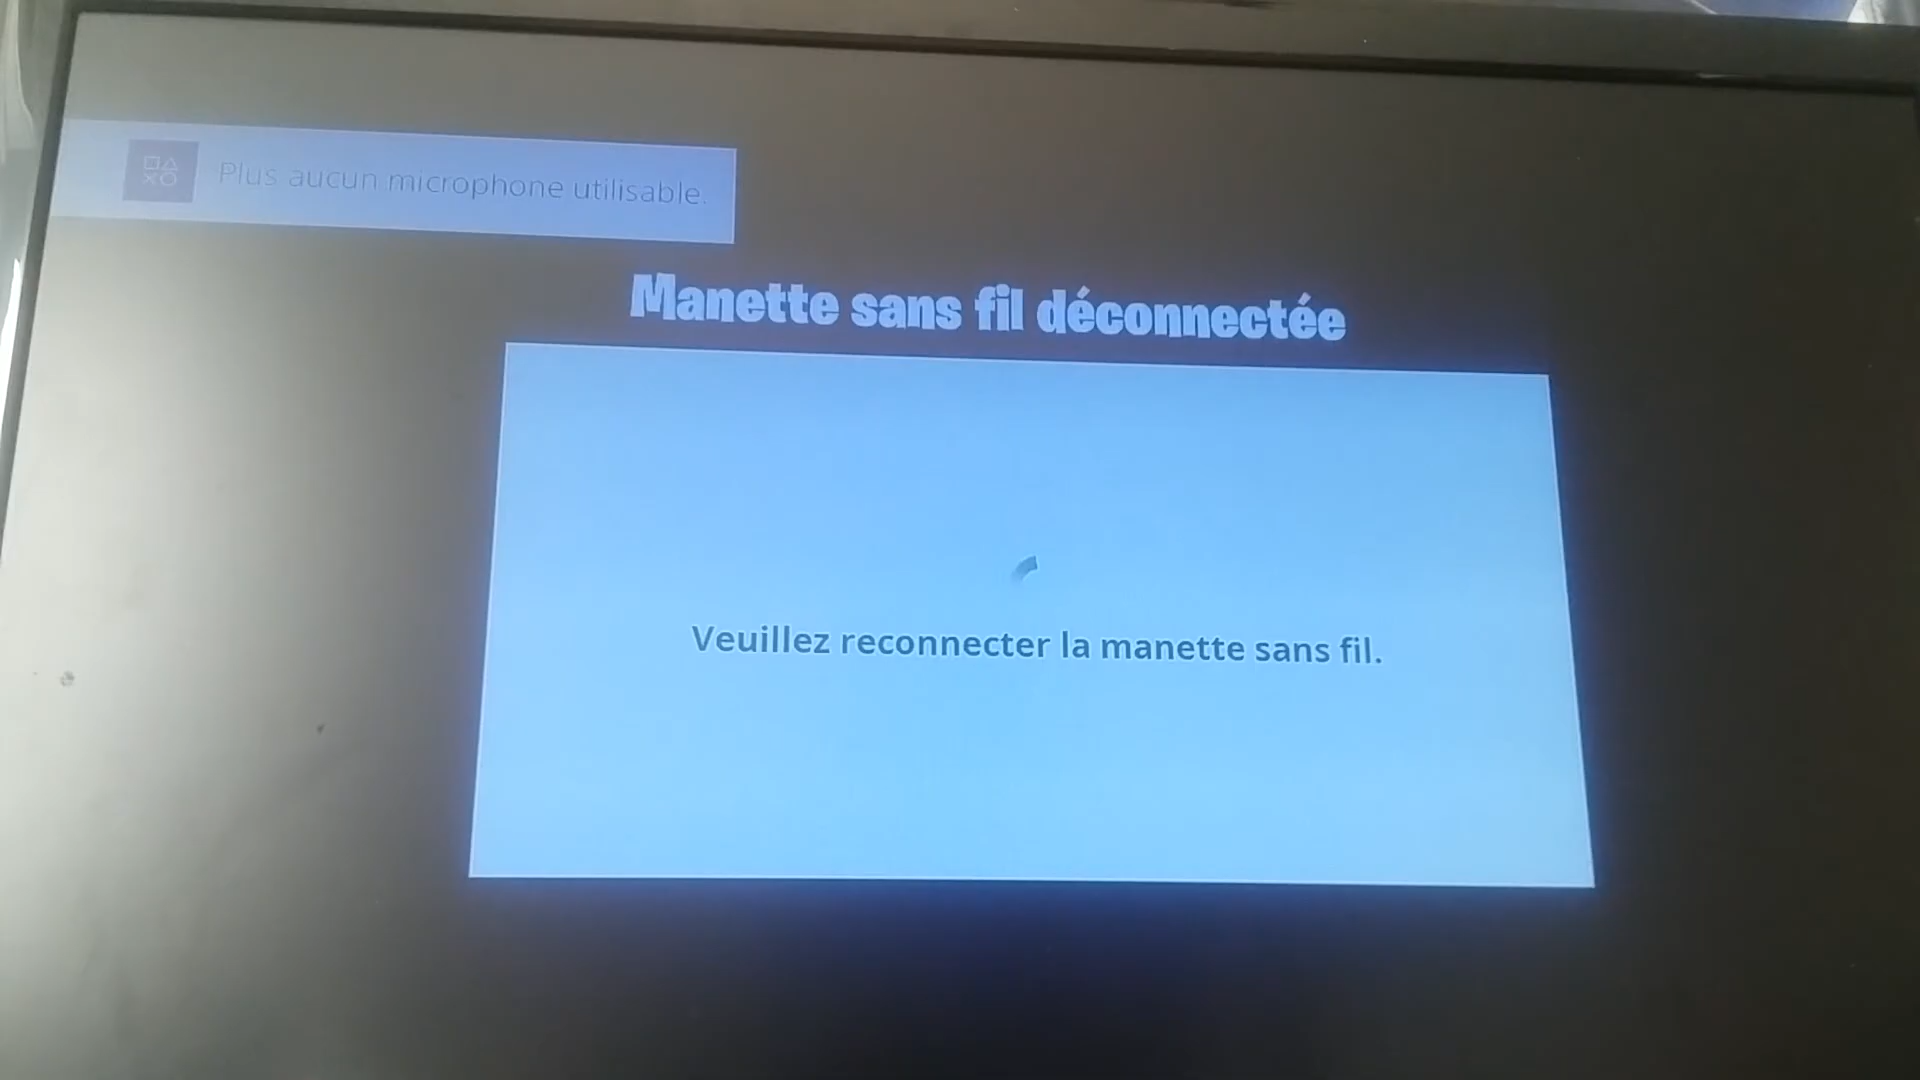 Plus aucun microphone utilisable.
Manette sans fil déconnectée
Veuillez reconnecter la manette sans fil.